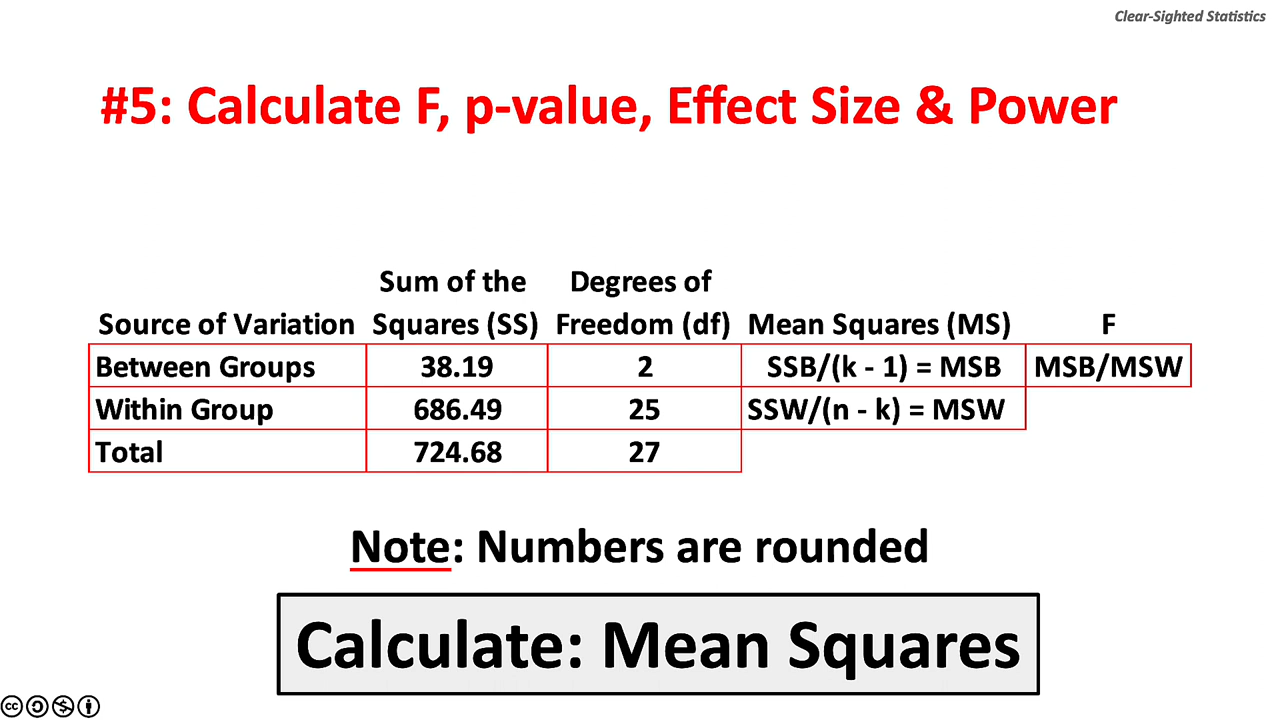 Clear-Sighted Statistics
#5: Calculate F, p-value, Effect Size & Power
Sum of the Degrees of
Source of Variation Squares (SS) Freedom (df) Mean Squares (MS) F
Between Groups 38.19 2 SSB/(k - 1) = MSB MSB/MSW
Within Group 686.49 25 SSW/(n - k) = MSW
Total 724.68 27
Note: Numbers are rounded
Calculate: Mean Squares
cc